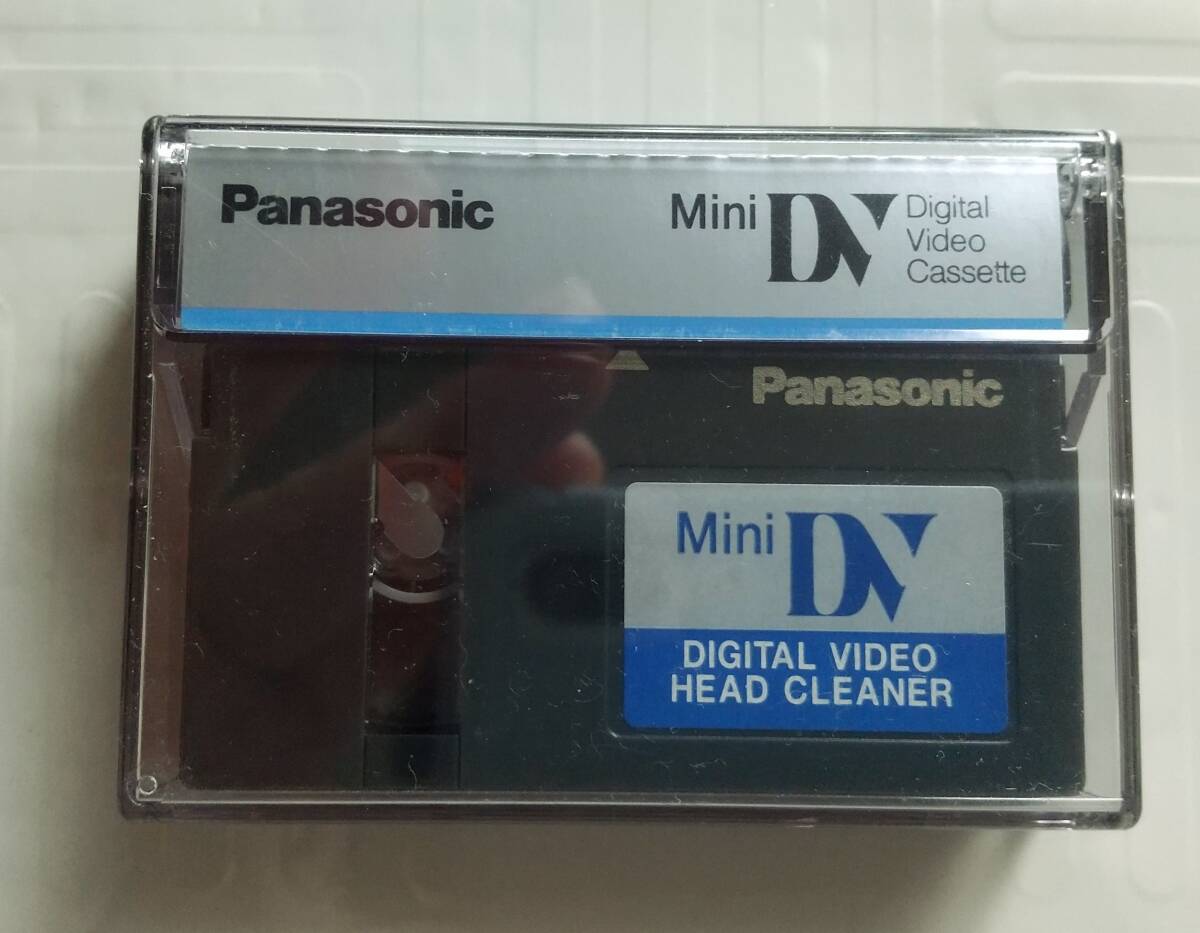 Panasonic
Mini DV Digital
Video
Cassette
Panasonic
Mini DV
DIGITAL VIDEO
HEAD CLEANER